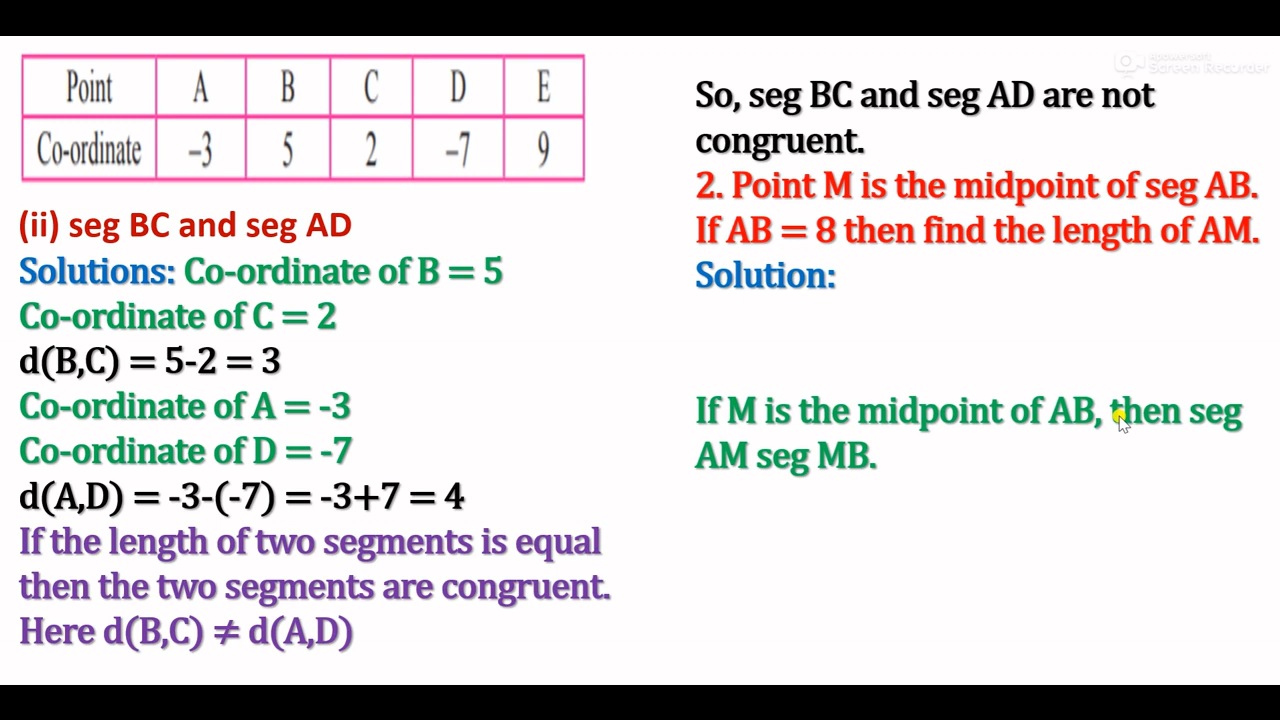 Point A B C D E
Co-ordinate –3 5 2 –7 9
(ii) seg BC and seg AD
Solutions: Co-ordinate of B = 5
Co-ordinate of C = 2
d(B,C) = 5-2 = 3
Co-ordinate of A = -3
Co-ordinate of D = -7
d(A,D) = -3-(-7) = -3+7 = 4
If the length of two segments is equal
then the two segments are congruent.
Here d(B,C) ≠ d(A,D)
Apowersoft
Screen Recorder
So, seg BC and seg AD are not
congruent.
2. Point M is the midpoint of seg AB.
If AB = 8 then find the length of AM.
Solution:
If M is the midpoint of AB, then seg
AM seg MB.